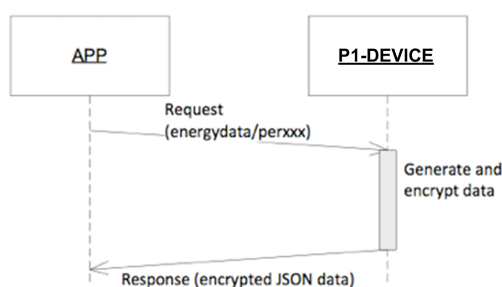 APP
P1-DEVICE
Request
(energydata/perxxx)
Generate and
encrypt data
Response (encrypted JSON data)